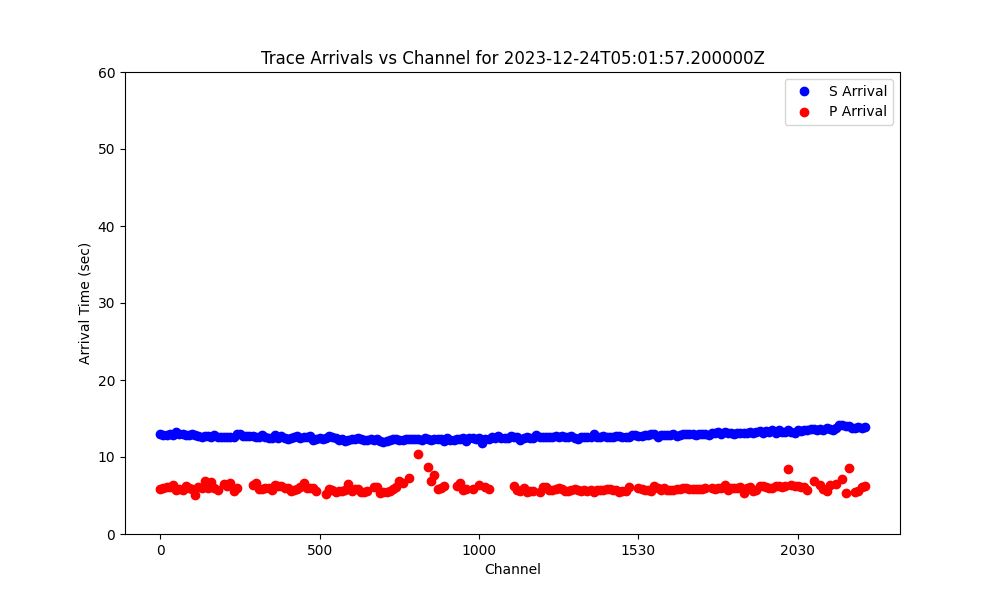 Trace Arrivals vs Channel for 2023-12-24T05:01:57.200000Z
60
50
40
30
20
10
0
Arrival Time (sec)
S Arrival
P Arrival
0 500 1000 1530 2030
Channel